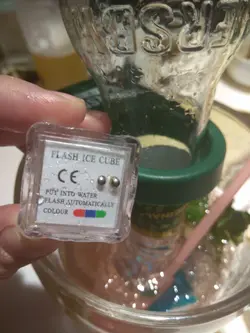 FLASH ICE CUBE
CE
PUT INTO WATER
FLASH AUTOMATICALLY
COLOUR